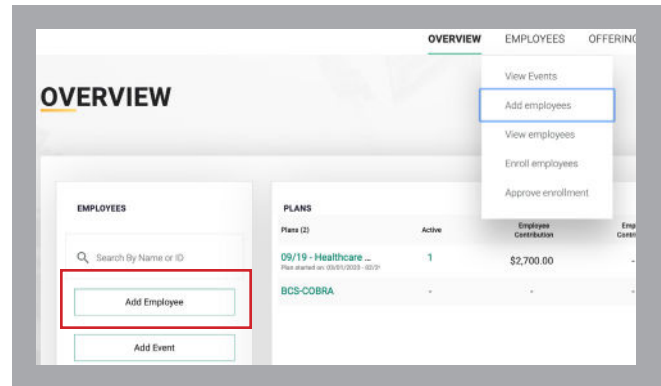 OVERVIEW EMPLOYEES OFFERING
View Events
Add employees
View employees
Enroll employees
Approve enrollment
OVERVIEW
EMPLOYEES
Search By Name or ID
Add Employee
Add Event
PLANS
Plans (2) Active Employee Contribution
09/19 - Healthcare ... 1 $2,700.00 -
BCS-COBRA - - -